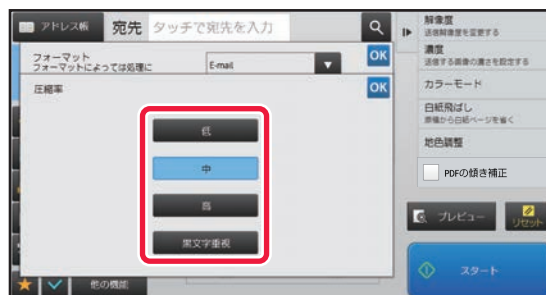 アドレス帳
宛先
タッチで宛先を入力
フォーマット
フォーマットによっては処理に
E-mail
OK
圧縮率
OK
低
中
高
黒文字重視
他の機能
解像度
送信解像度を変更する
濃度
送信する画像の濃さを設定する
カラーモード
白紙飛ばし
原稿から白紙ページを省く
地色調整
PDFの傾き補正
プレビュー
リセット
スタート